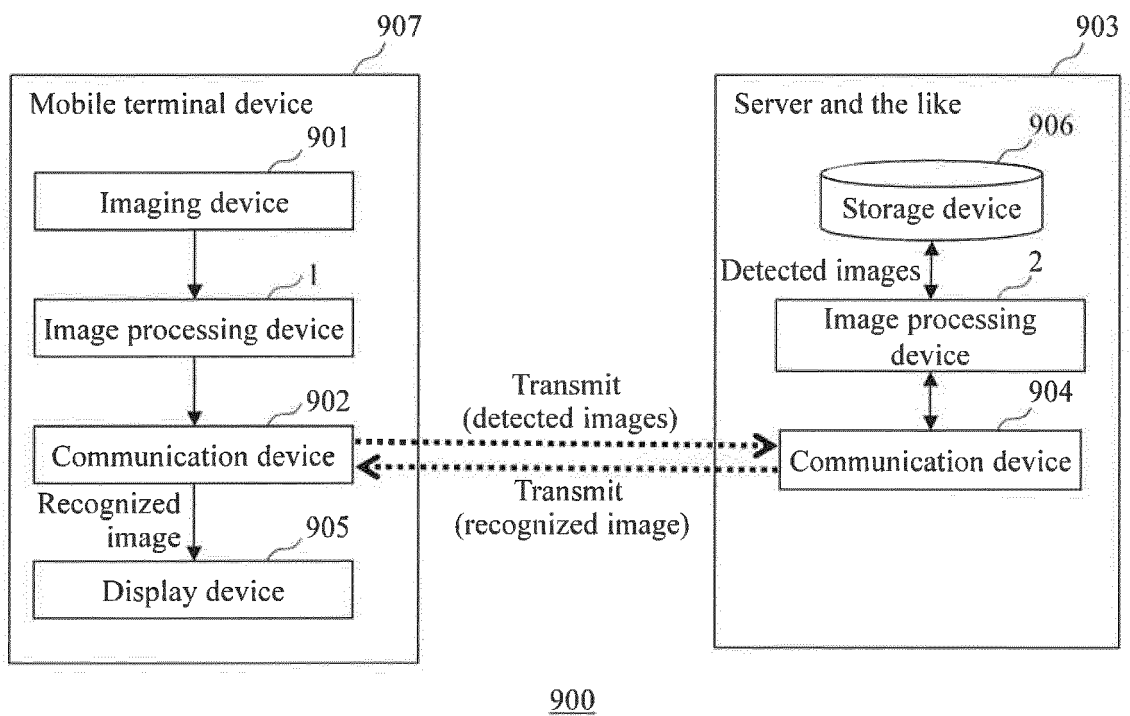 907
Mobile terminal device
901
Imaging device
1
Image processing device
902
Communication device
Recognized
image
905
Display device
Transmit
(detected images)
Transmit
(recognized image)
903
Server and the like
906
Storage device
Detected images
2
Image processing
device
904
Communication device
900